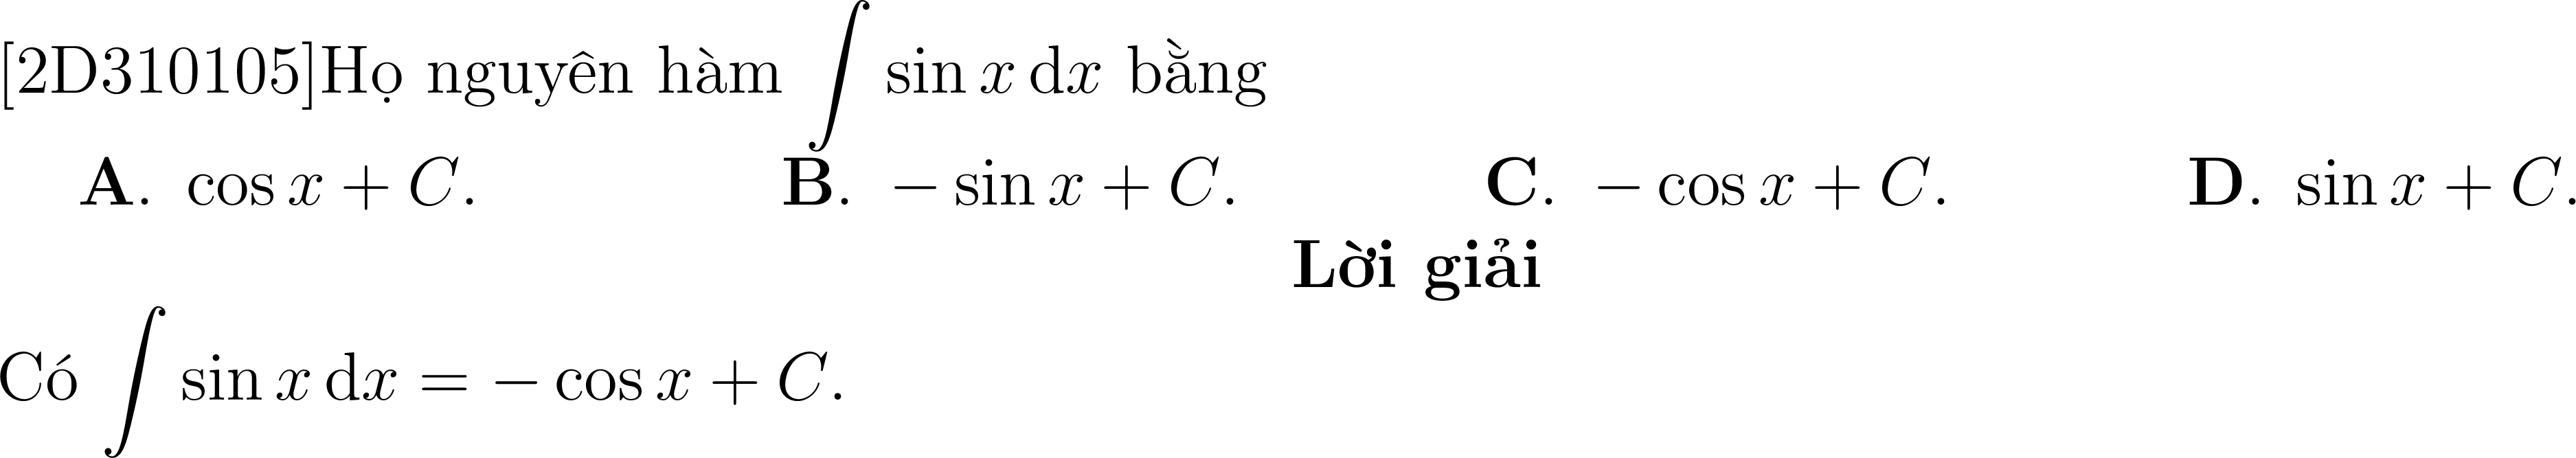 [2D310105]Họ nguyên hàm ∫ sin x dx bằng
A. cos x + C. B. − sin x + C. C. − cos x + C. D. sin x + C.
Lời giải
Có ∫ sin x dx = − cos x + C.